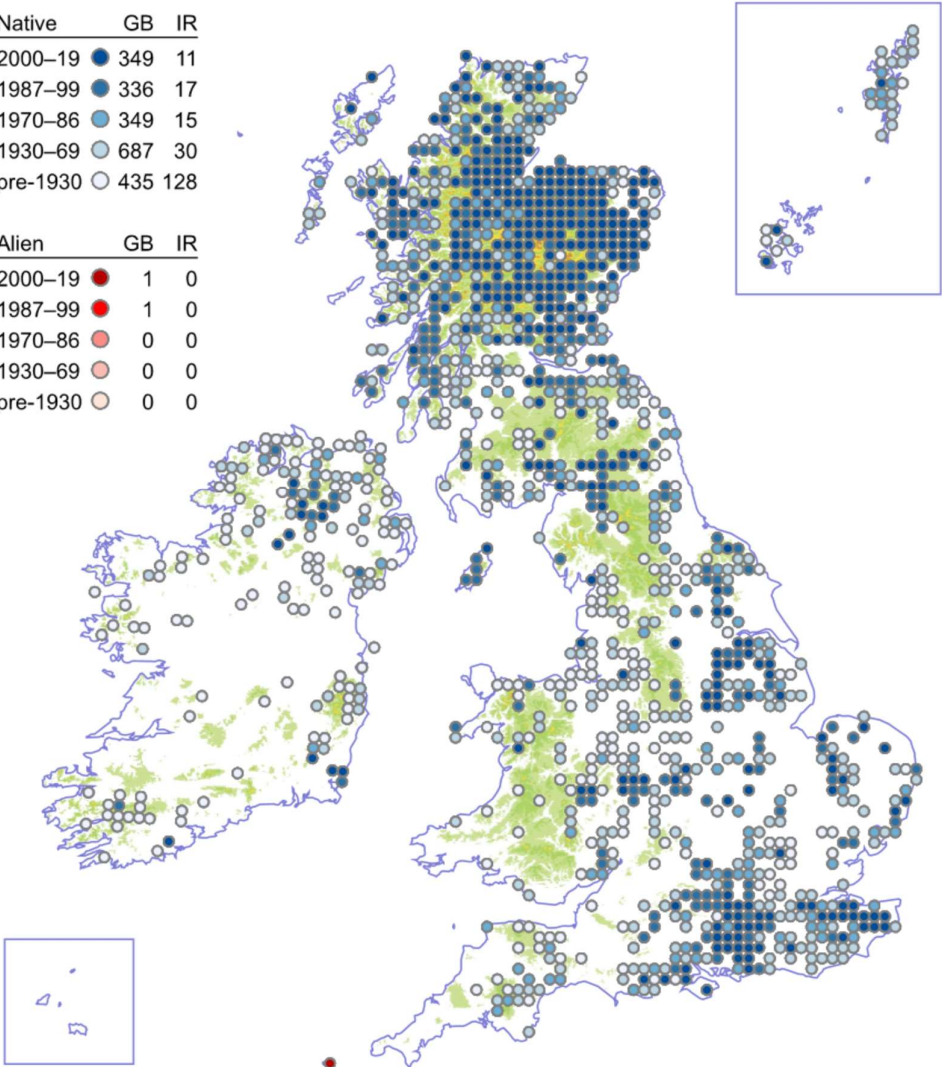 Native GB IR
2000–19 349 11
1987–99 336 17
1970–86 349 15
1930–69 687 30
pre-1930 435 128
Alien GB IR
2000–19 1 0
1987–99 1 0
1970–86 0 0
1930–69 0 0
pre-1930 0 0